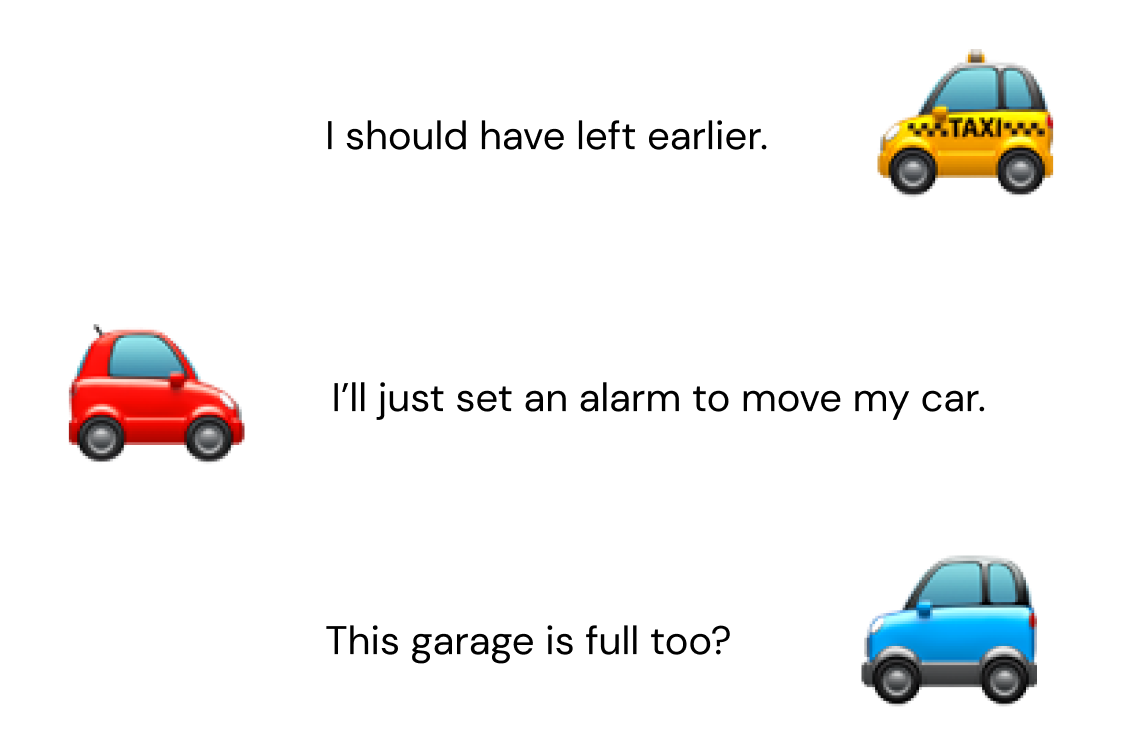 I should have left earlier.
TAXI
I’ll just set an alarm to move my car.
This garage is full too?